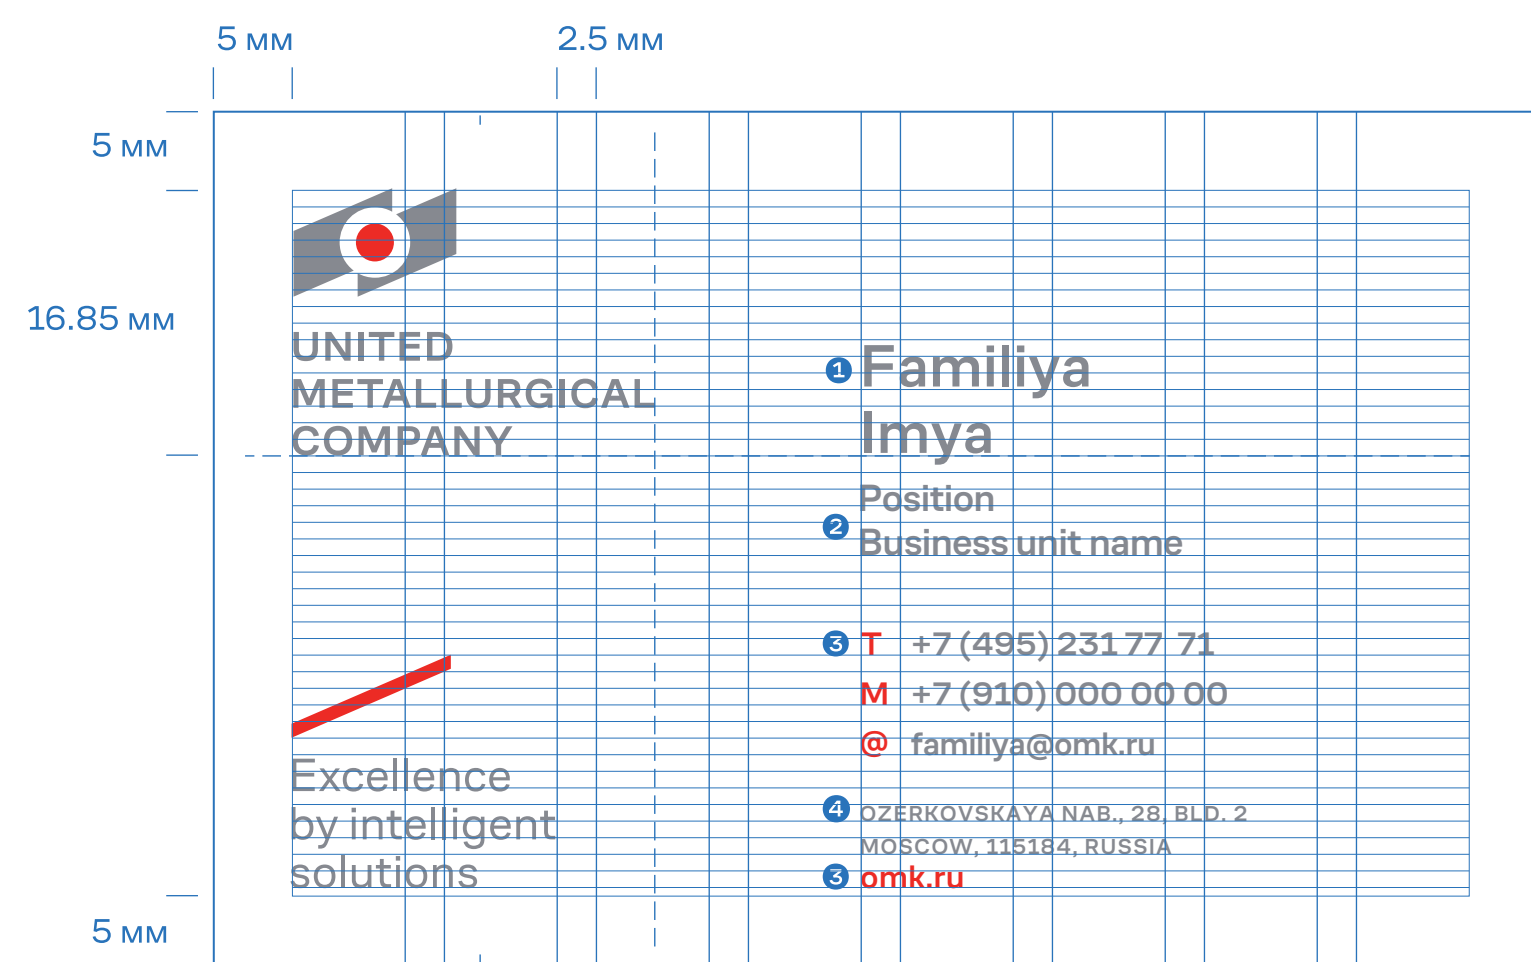 5 мм
2.5 мм
5 мм
16.85 мм
UNITED
METALLURGICAL
COMPANY
1 Familiya
Imya
Position
2 Business unit name
3 T +7 (495) 231 77 71
M +7 (910) 000 00 00
@ familiya@omk.ru
Excellence
by intelligent
solutions
4 OZERKOVSKAYA NAB., 28, BLD. 2
MOSCOW, 115184, RUSSIA
3 omk.ru
5 мм